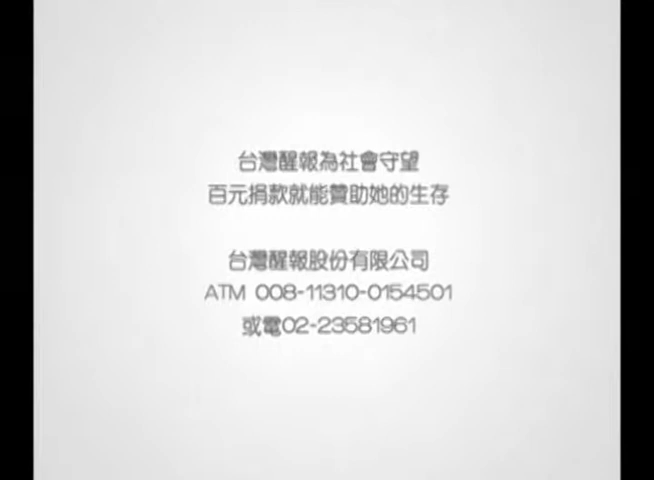 台灣醒報為社會守望
百元捐款就能贊助她的生存
台灣醒報股份有限公司
ATM 008-11310-0154501
或電02-23581961